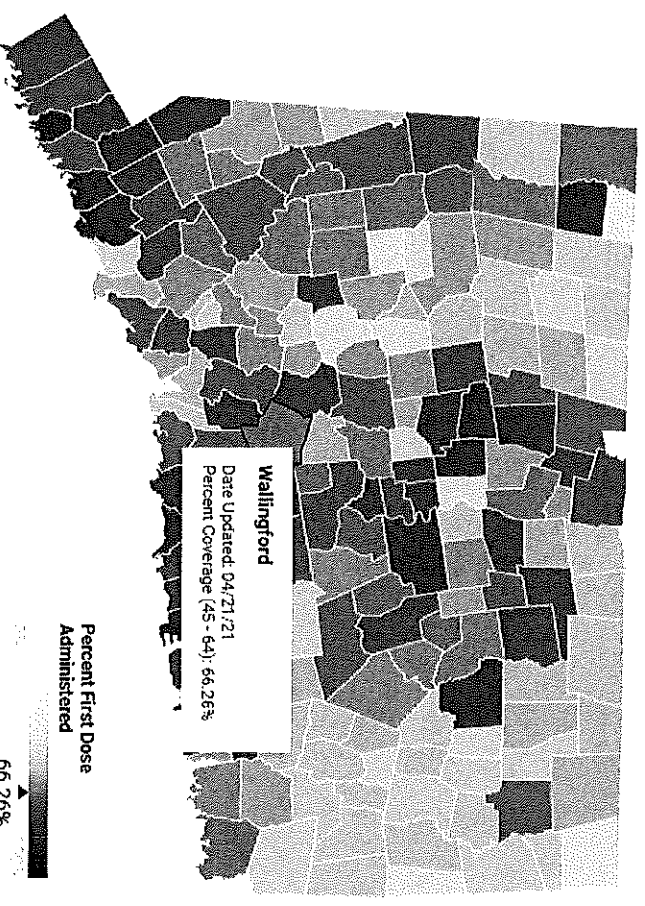 Wallingford
Date Updated: 04/21/21
Percent Coverage (45 - 64): 66.26%
Percent First Dose
Administered
66.26%